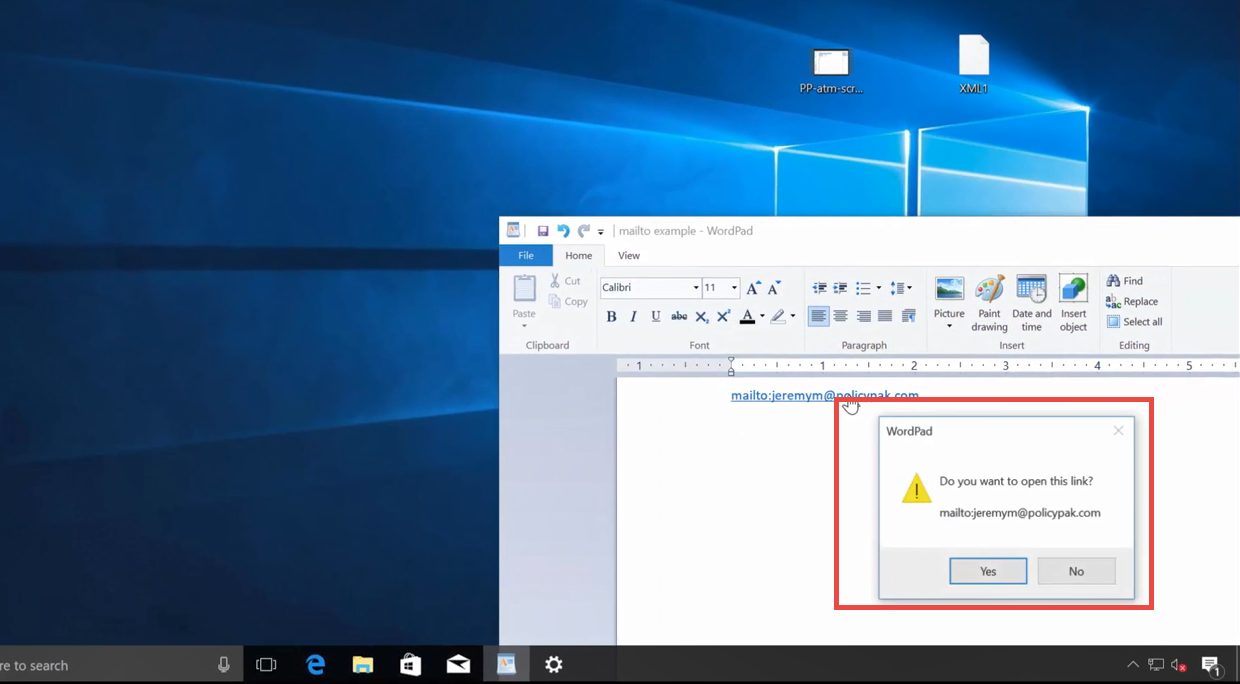 PP-atm-scr...
XML1
mailto example - WordPad
File Home View
Cut
Copy
Paste
Clipboard
Calibri 11
B I U abc X₂ X² A
Font
Paragraph
Picture
Paint drawing
Date and time
Insert object
Insert
Find
Replace
Select all
Editing
1 1 2 3 4 5
mailto:jeremym@policypak.com
WordPad
Do you want to open this link?
mailto:jeremym@policypak.com
Yes No
re to search
1